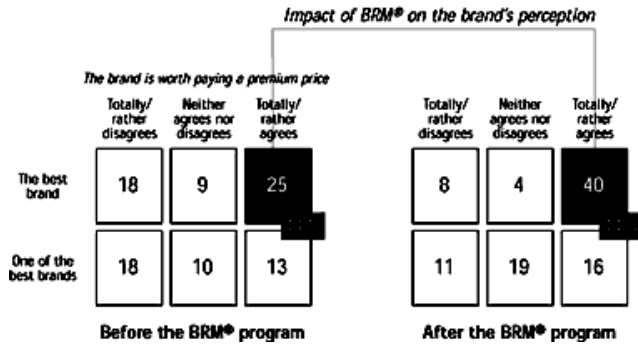 Impact of BRM® on the brand's perception
The brand is worth paying a premium price
Totally/ Neither Totally/ Totally/ Neither Totally/
rather agrees nor rather rather agrees nor rather
disagrees disagrees agrees disagrees disagrees agrees
The best
brand
18 9 25 8 4 40
One of the
best brands
18 10 13 11 19 16
Before the BRM® program After the BRM® program